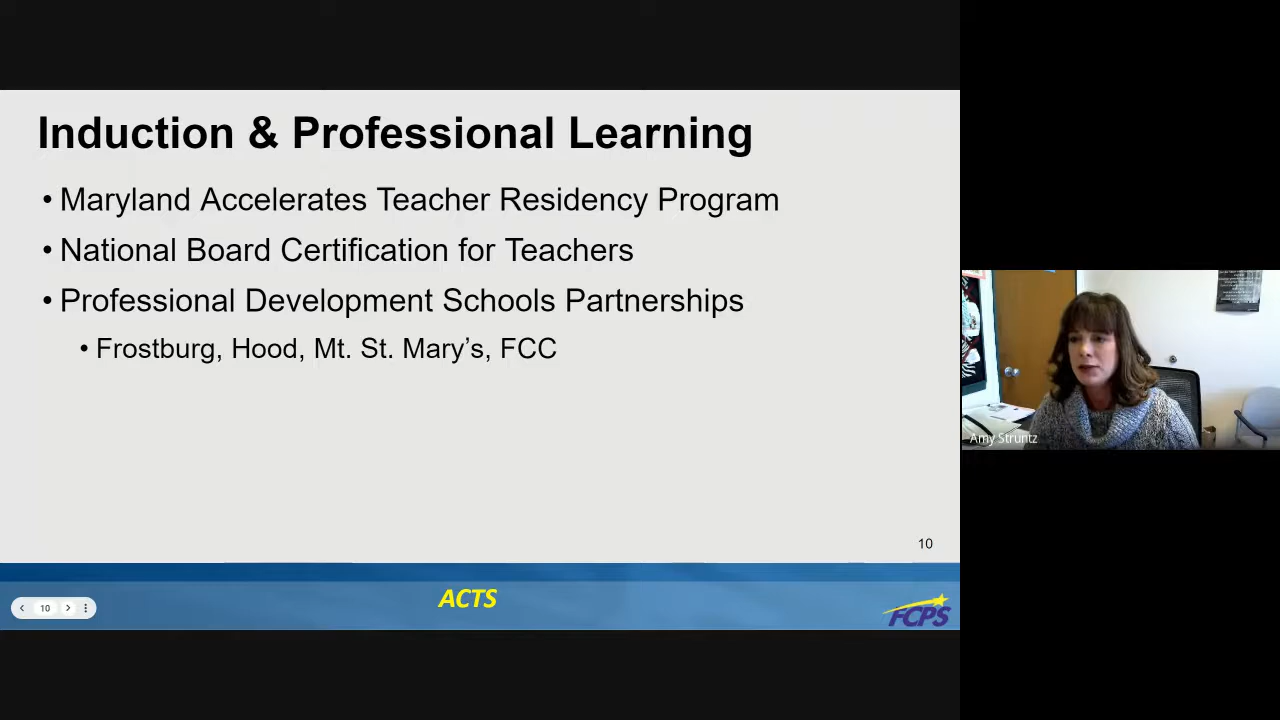 Induction & Professional Learning
• Maryland Accelerates Teacher Residency Program
• National Board Certification for Teachers
• Professional Development Schools Partnerships
• Frostburg, Hood, Mt. St. Mary’s, FCC
10
ACTS
10
FCPS
Amy Struntz